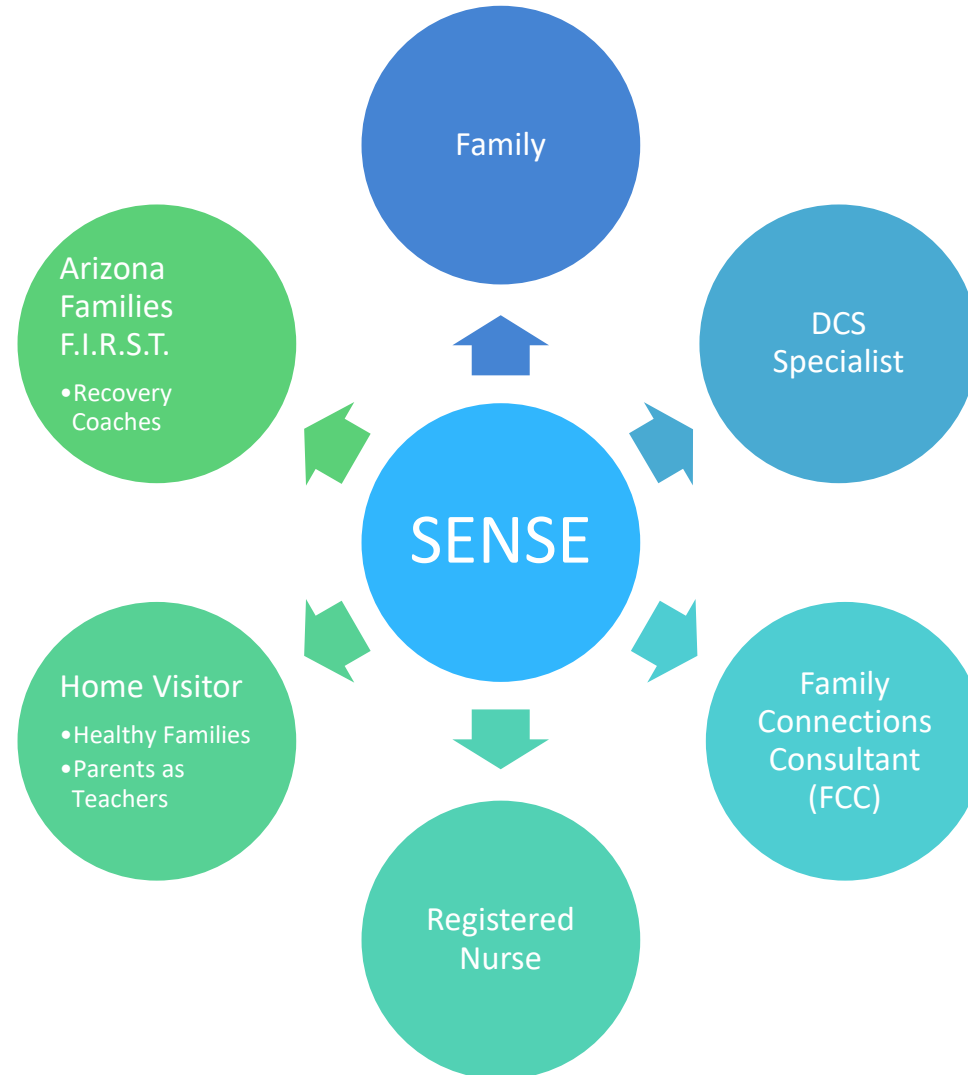 Family
Arizona
Families
F.I.R.S.T.
•Recovery
Coaches
DCS
Specialist
SENSE
Home Visitor
•Healthy Families
•Parents as
Teachers
Family
Connections
Consultant
(FCC)
Registered
Nurse